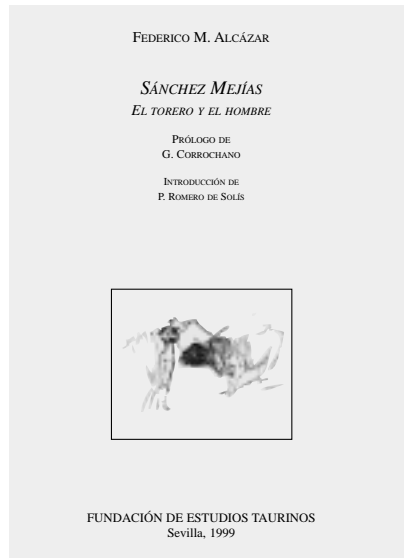 FEDERICO M. ALCÁZAR
SÁNCHEZ MEJÍAS
EL TORERO Y EL HOMBRE
PRÓLOGO DE
G. CORROCHANO
INTRODUCCIÓN DE
P. ROMERO DE SOLÍS
FUNDACIÓN DE ESTUDIOS TAURINOS
Sevilla, 1999